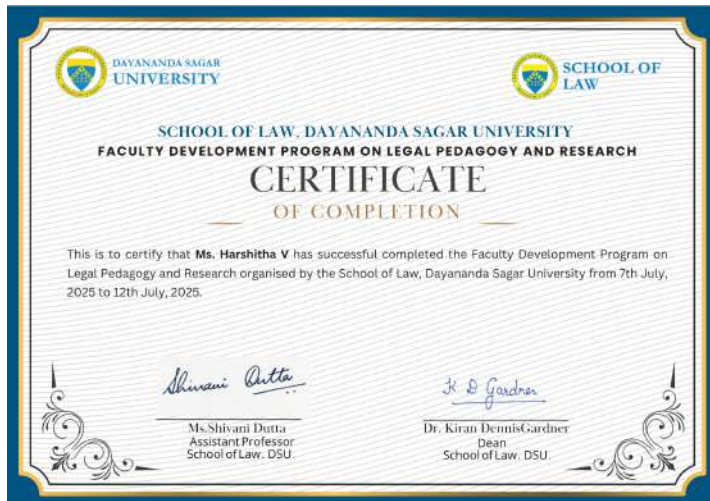 DAYANANDA SAGAR
UNIVERSITY
SCHOOL OF
LAW
SCHOOL OF LAW, DAYANANDA SAGAR UNIVERSITY
FACULTY DEVELOPMENT PROGRAM ON LEGAL PEDAGOGY AND RESEARCH
CERTIFICATE
OF COMPLETION
This is to certify that Ms. Harshitha V has successful completed the Faculty Development Program on
Legal Pedagogy and Research organised by the School of Law, Dayananda Sagar University from 7th July,
2025 to 12th July, 2025.
Shivani Dutta
K D Gardner
Ms.Shivani Dutta
Assistant Professor
School of Law. DSU.
Dr. Kiran DennisGardner
Dean
School of Law. DSU.